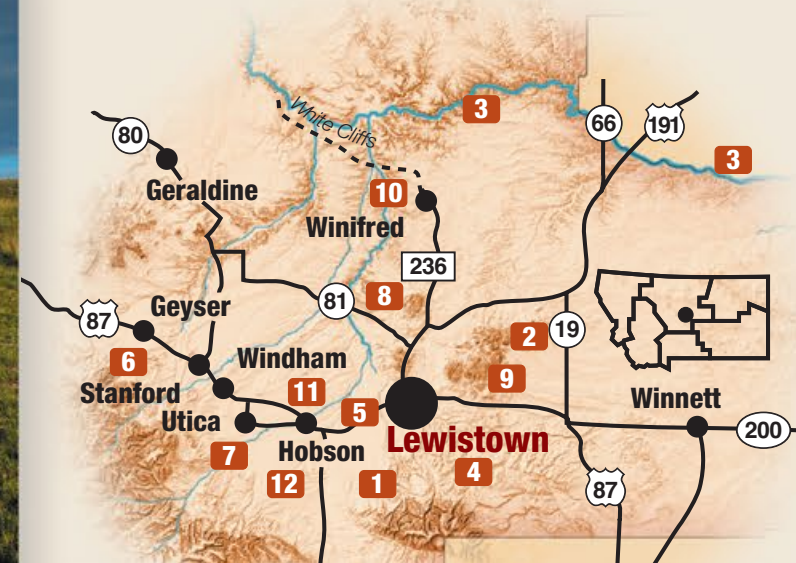 White Cliffs
3
66
191
80
3
Geraldine
10
Winifred
236
Geyser
81
8
87
2
19
6
Windham
9
Stanford
11
Winnett
Utica
5
Lewistown
200
7
Hobson
4
12
1
87